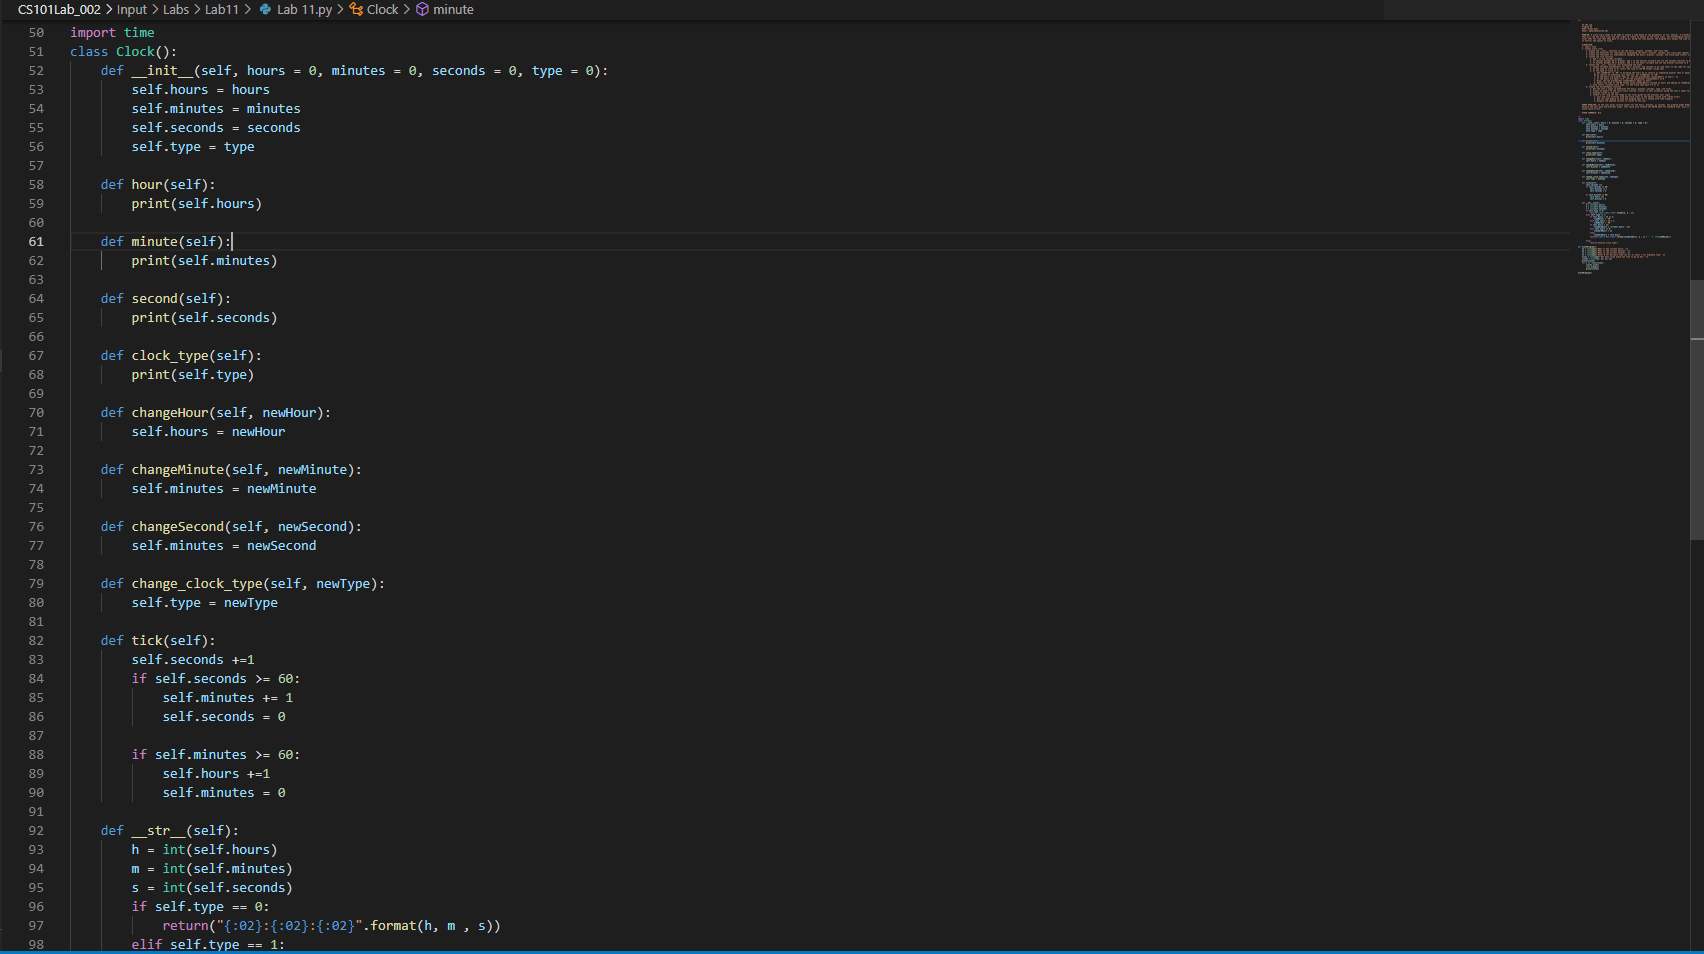 CS101Lab_002 > Input > Labs > Lab11 > Lab 11.py > Clock > minute
50 import time
51 class Clock():
52     def __init__(self, hours = 0, minutes = 0, seconds = 0, type = 0):
53         self.hours = hours
54         self.minutes = minutes
55         self.seconds = seconds
56         self.type = type
57
58     def hour(self):
59         print(self.hours)
60
61     def minute(self):
62         print(self.minutes)
63
64     def second(self):
65         print(self.seconds)
66
67     def clock_type(self):
68         print(self.type)
69
70     def changeHour(self, newHour):
71         self.hours = newHour
72
73     def changeMinute(self, newMinute):
74         self.minutes = newMinute
75
76     def changeSecond(self, newSecond):
77         self.minutes = newSecond
78
79     def change_clock_type(self, newType):
80         self.type = newType
81
82     def tick(self):
83         self.seconds +=1
84         if self.seconds >= 60:
85             self.minutes += 1
86             self.seconds = 0
87
88         if self.minutes >= 60:
89             self.hours +=1
90             self.minutes = 0
91
92     def __str__(self):
93         h = int(self.hours)
94         m = int(self.minutes)
95         s = int(self.seconds)
96         if self.type == 0:
97             return("{:02}:{:02}:{:02}".format(h, m , s))
98         elif self.type == 1: